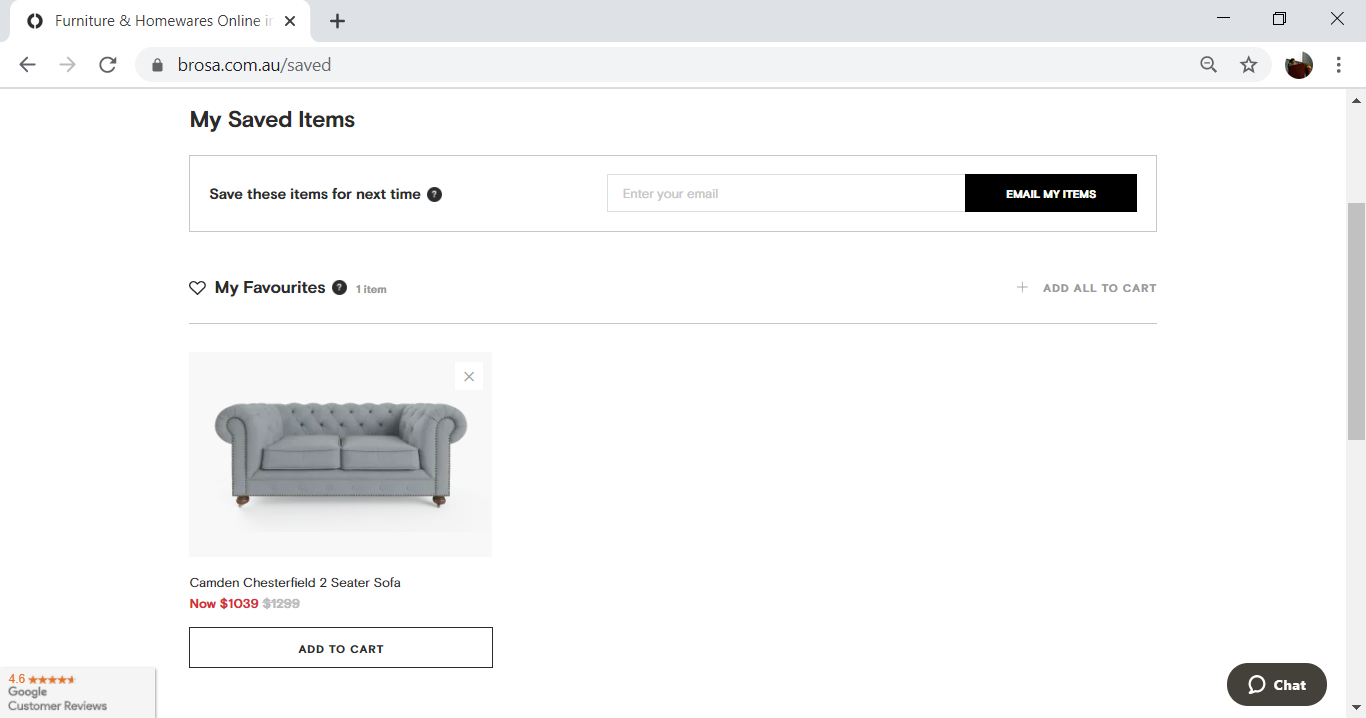 Furniture & Homewares Online in
brosa.com.au/saved
My Saved Items
Save these items for next time ?
Enter your email
EMAIL MY ITEMS
My Favourites ? 1 item
+ ADD ALL TO CART
Camden Chesterfield 2 Seater Sofa
Now $1039 $1299
ADD TO CART
4.6
Google
Customer Reviews
Chat